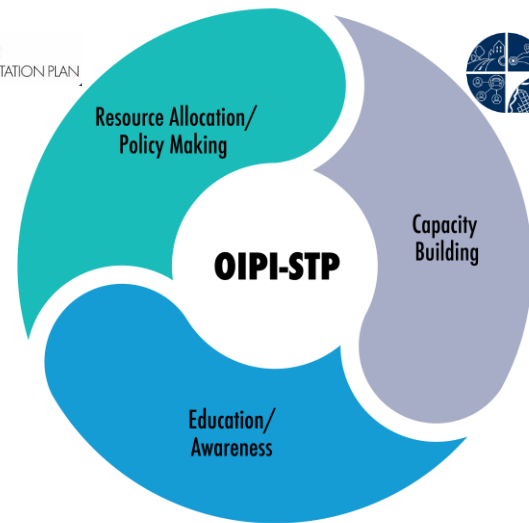 TATION PLAN
Resource Allocation/
Policy Making
Capacity
Building
OIPI-STP
Education/
Awareness